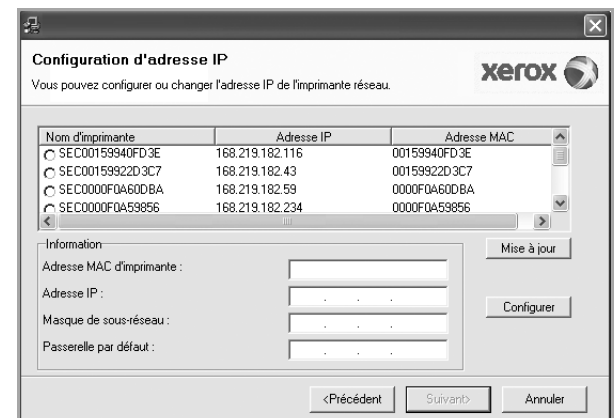 Configuration d'adresse IP
Vous pouvez configurer ou changer l'adresse IP de l'imprimante réseau.
xerox
Nom d'imprimante Adresse IP Adresse MAC
SEC00159940FD3E 168.219.182.116 00159940FD3E
SEC00159922D3C7 168.219.182.43 00159922D3C7
SEC0000F0A60DBA 168.219.182.59 0000F0A60DBA
SEC0000F0A59856 168.219.182.234 0000F0A59856
Information
Mise à jour
Adresse MAC d'imprimante :
Adresse IP :
Configurer
Masque de sous-réseau :
Passerelle par défaut :
<Précédent Suivant> Annuler